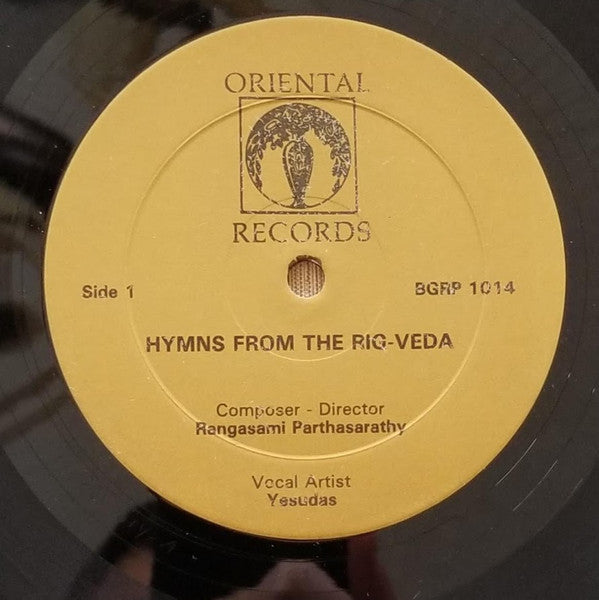 ORIENTAL
RECORDS
Side 1 BGRP 1014
HYMNS FROM THE RIG-VEDA
Composer - Director
Rangasami Parthasarathy
Vocal Artist
Yesudas